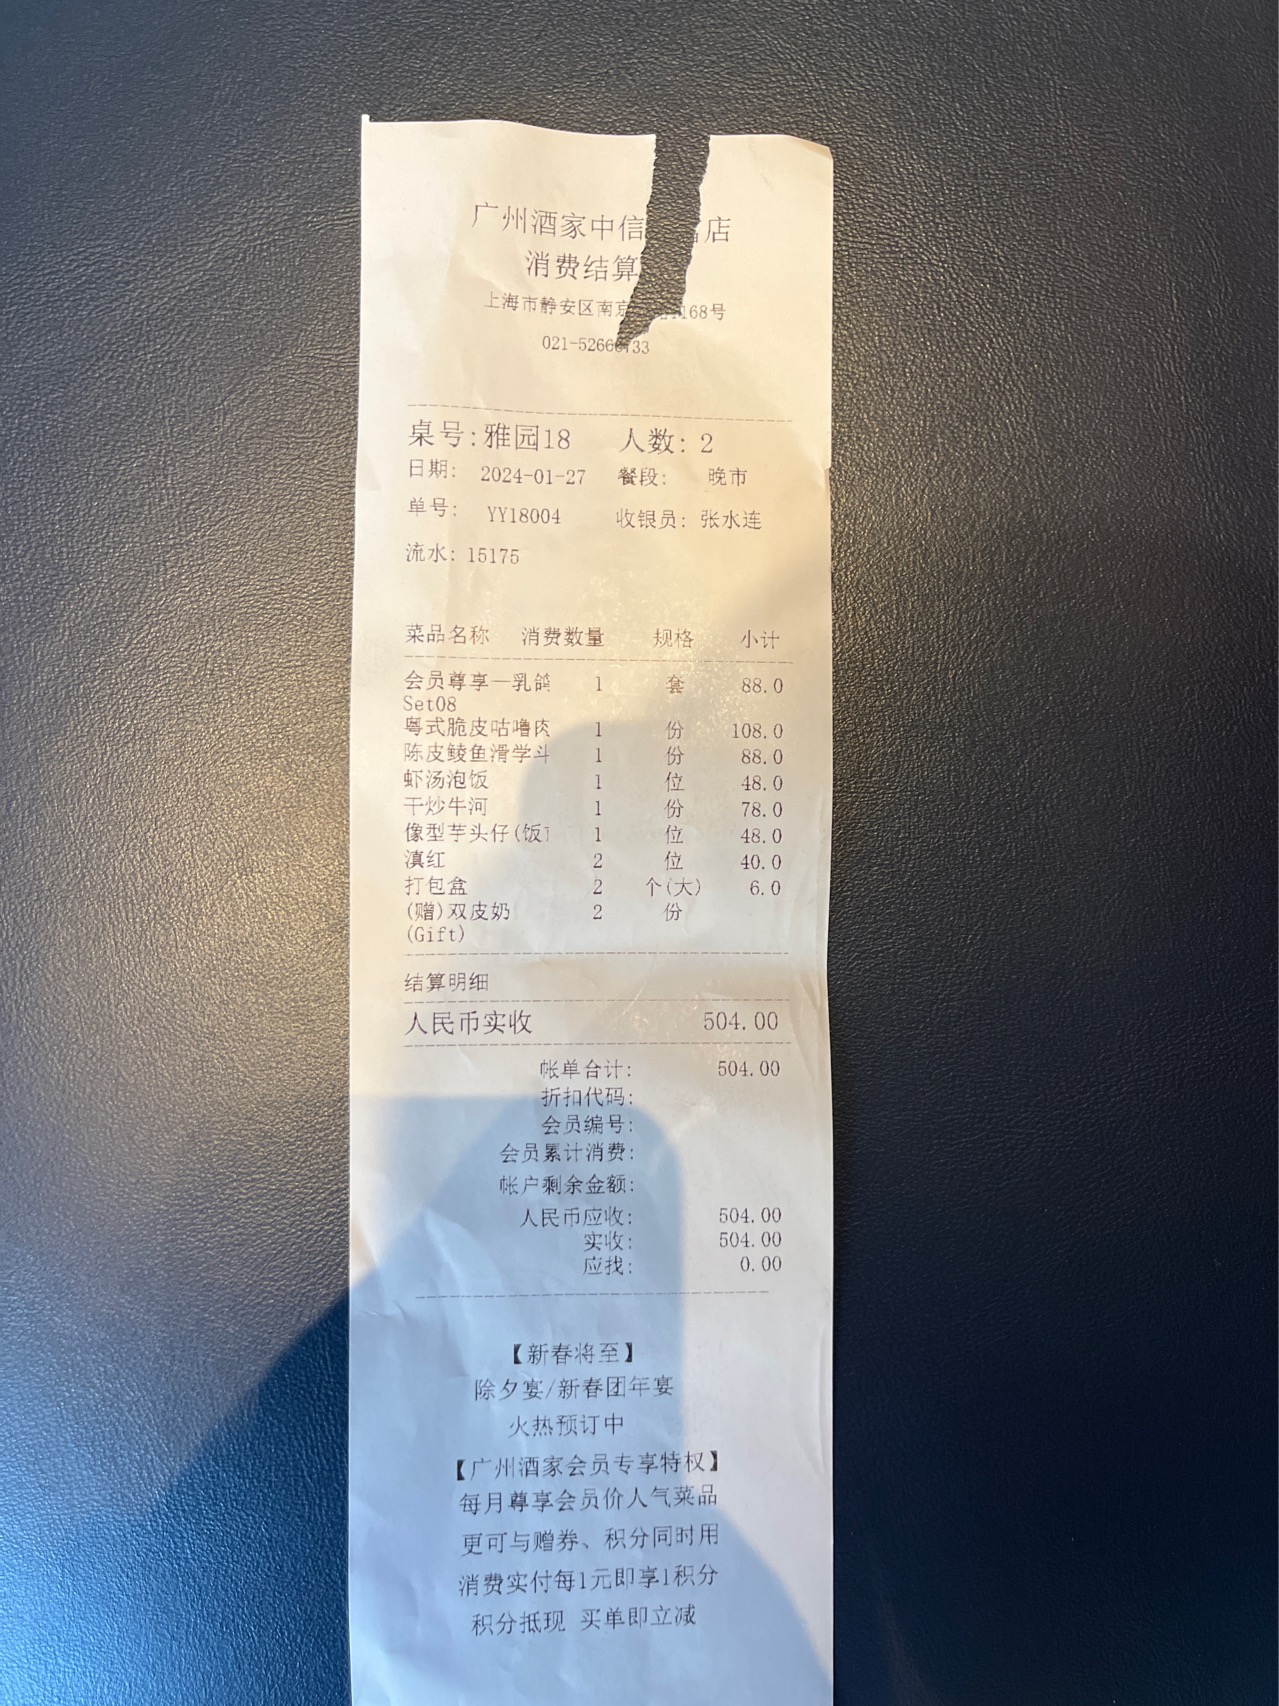 广州酒家中信 店
消费结算
上海市静安区南京 168号
021-5266 733
桌号:雅园18 人数: 2
日期: 2024-01-27 餐段: 晚市
单号: YY18004 收银员: 张水连
流水: 15175
菜品名称 消费数量 规格 小计
会员尊享一乳鸽 1 套 88.0
Set08
粤式脆皮咕噜肉 1 份 108.0
陈皮鲮鱼滑学斗 1 份 88.0
虾汤泡饭 1 位 48.0
干炒牛河 1 份 78.0
像型芋头仔(饭 1 位 48.0
滇红 2 位 40.0
打包盒 2 个(大) 6.0
(赠)双皮奶 2 份
(Gift)
结算明细
人民币实收 504.00
帐单合计: 504.00
折扣代码:
会员编号:
会员累计消费:
帐户剩余金额:
人民币应收: 504.00
实收: 504.00
应找: 0.00
【新春将至】
除夕宴/新春团年宴
火热预订中
【广州酒家会员专享特权】
每月尊享会员价人气菜品
更可与赠券、积分同时用
消费实付每1元即享1积分
积分抵现 买单即立减